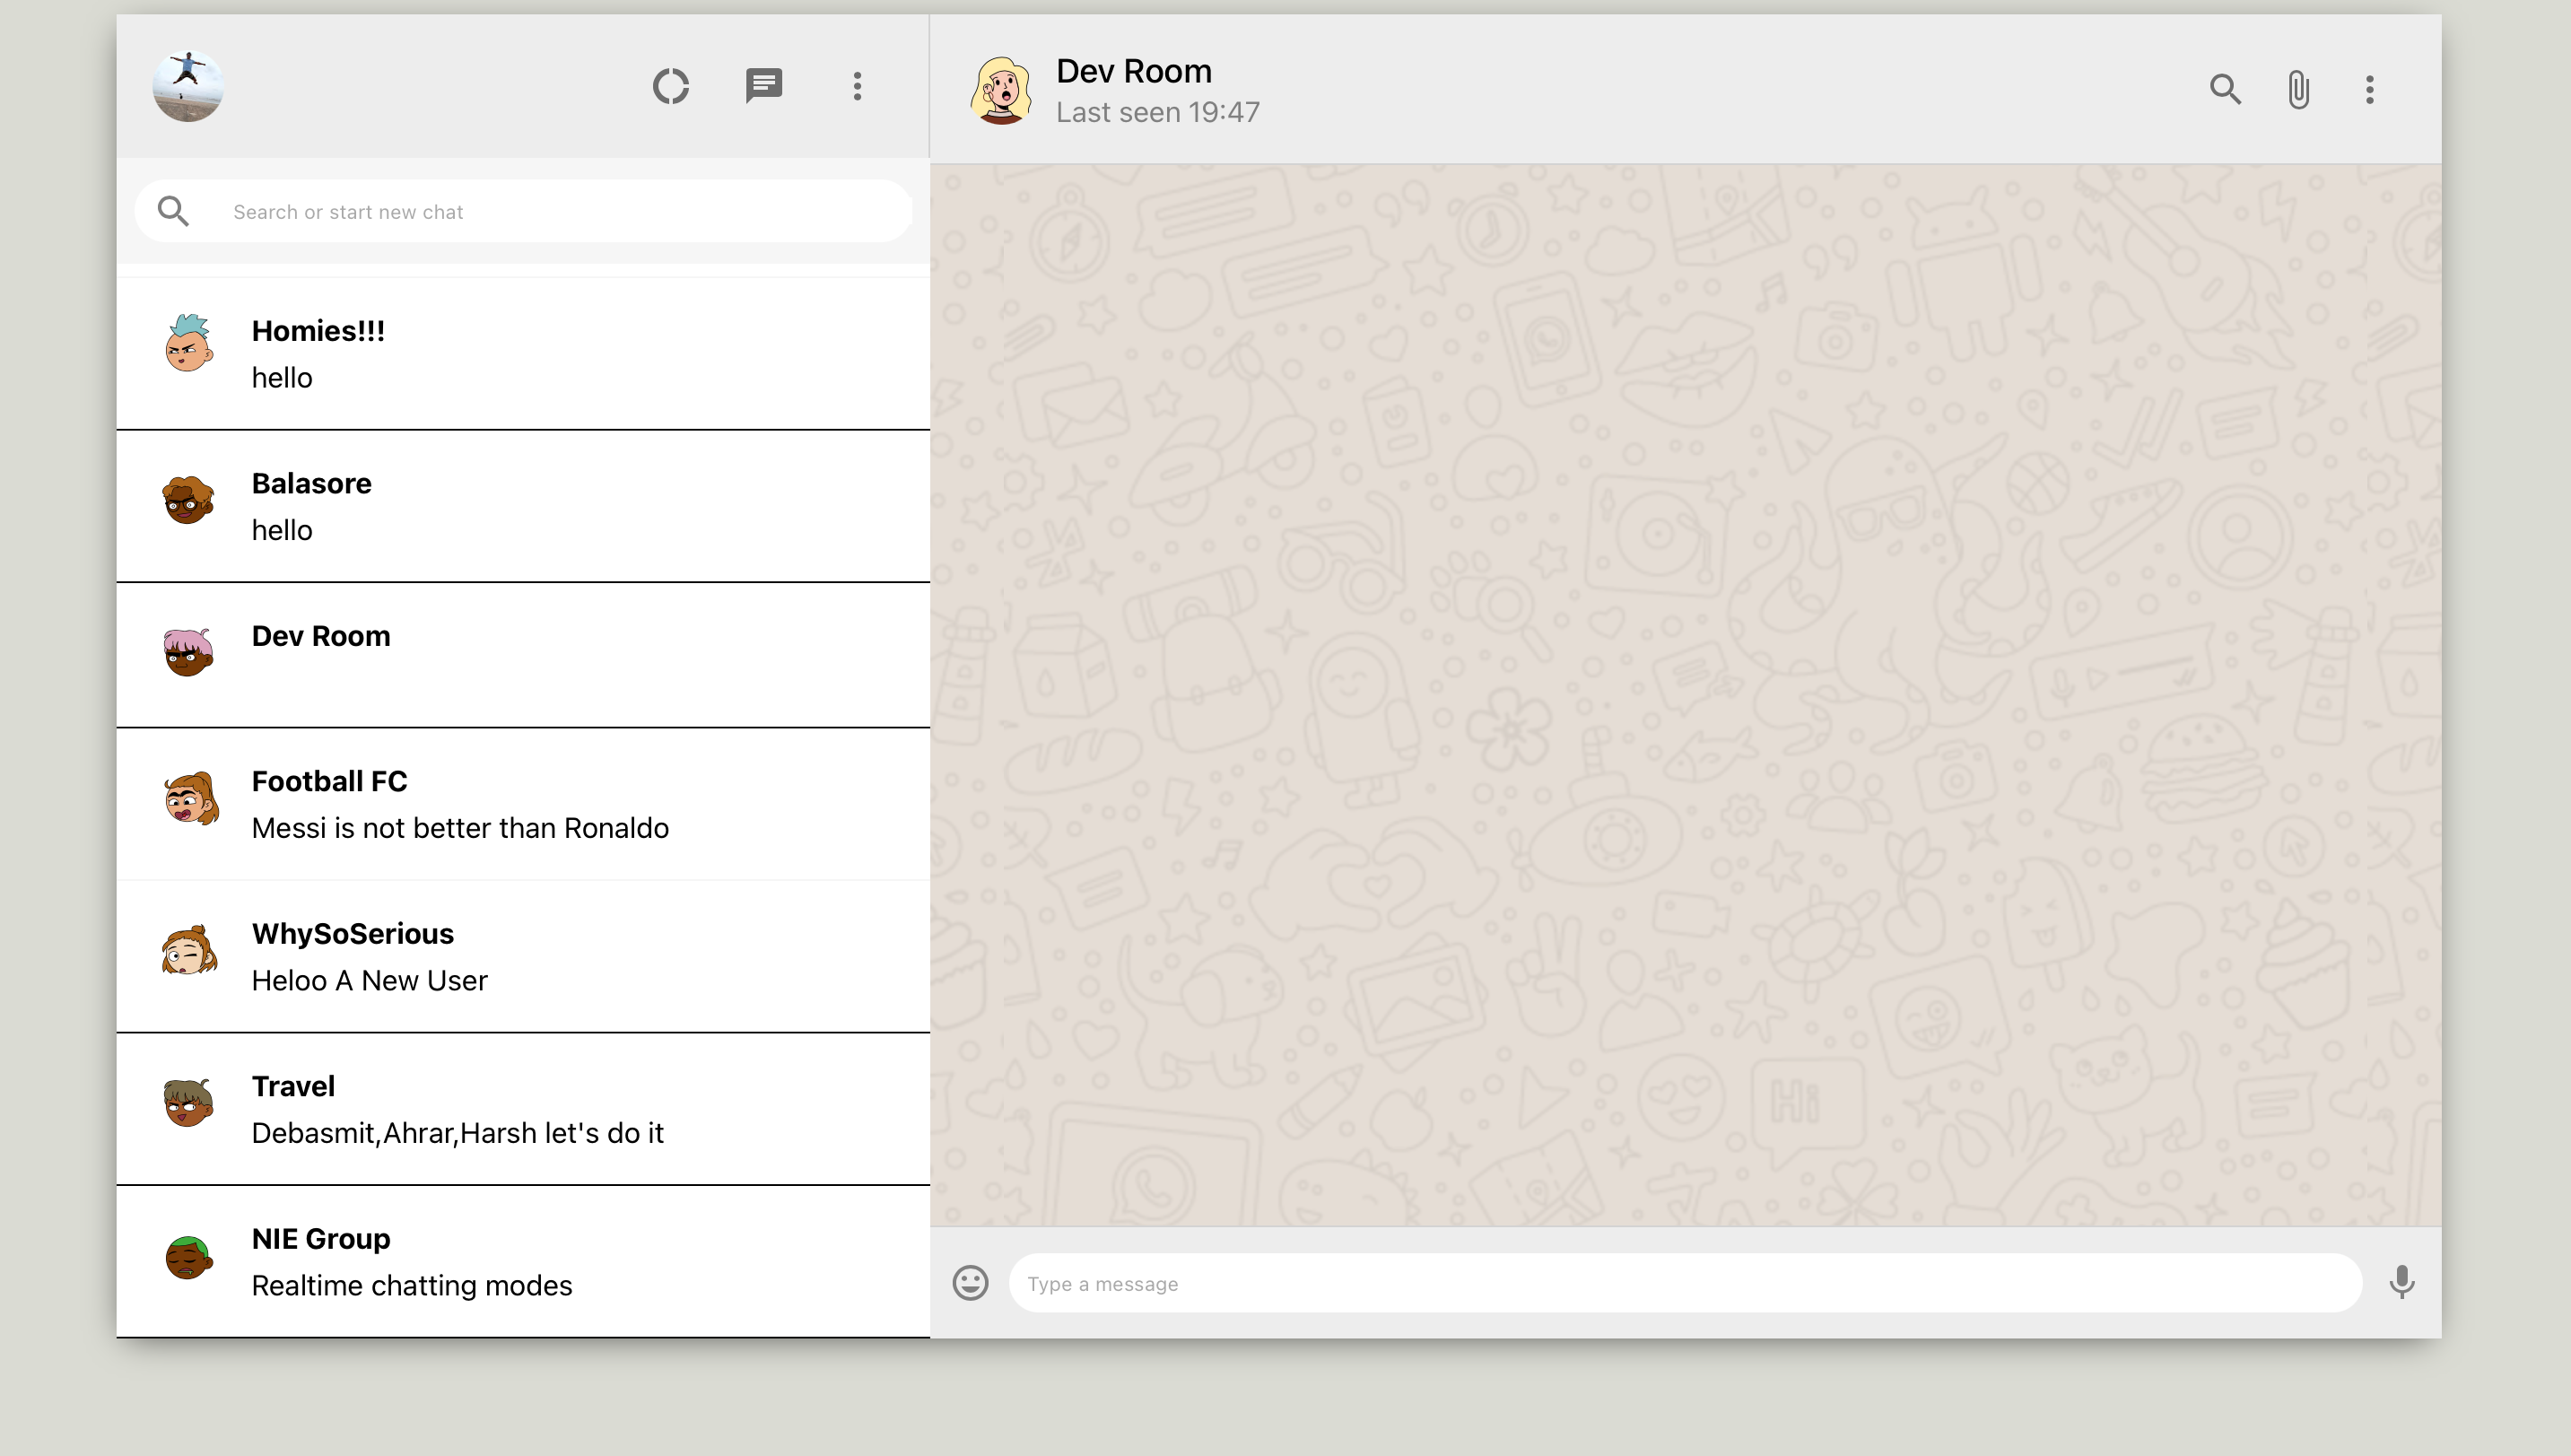 Dev Room
Last seen 19:47
Search or start new chat
Homies!!!
hello
Balasore
hello
Dev Room
Football FC
Messi is not better than Ronaldo
WhySoSerious
Heloo A New User
Travel
Debasmit,Ahrar,Harsh let's do it
NIE Group
Realtime chatting modes
Hi
Type a message